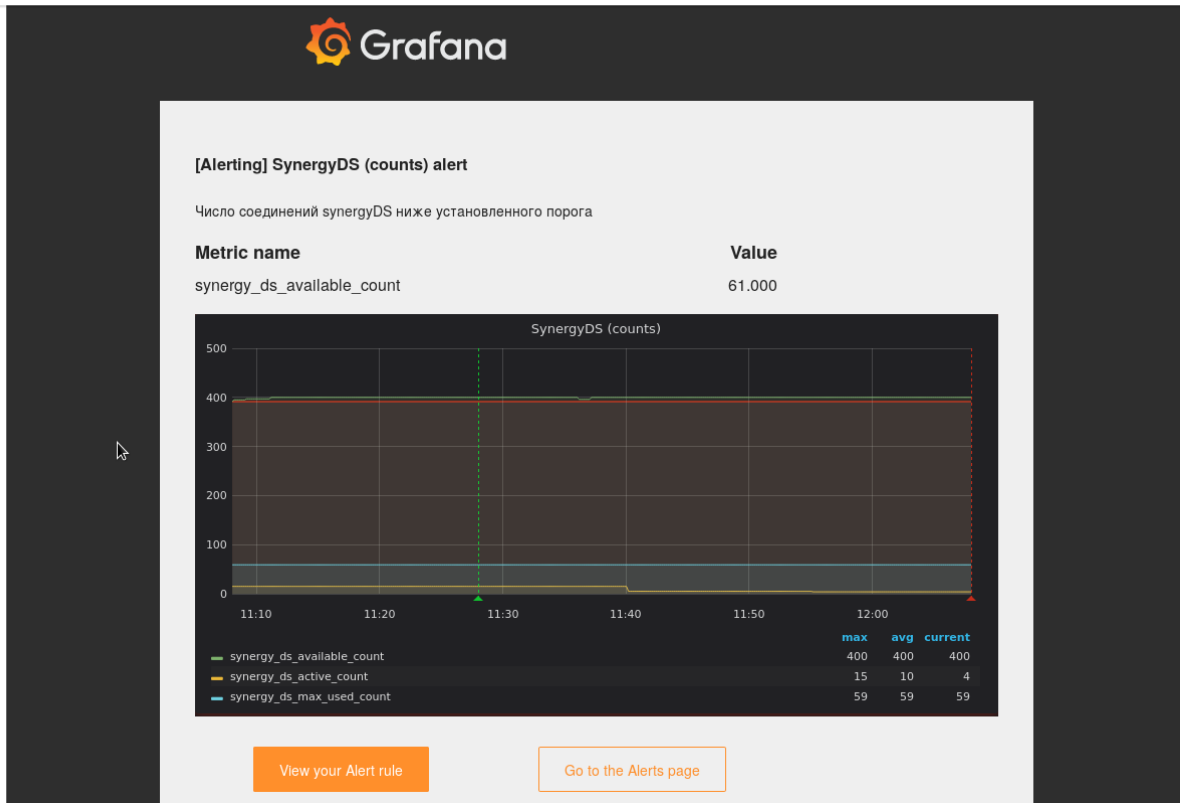 Grafana
[Alerting] SynergyDS (counts) alert
Число соединений synergyDS ниже установленного порога
Metric name Value
synergy_ds_available_count 61.000
SynergyDS (counts)
500
400
300
200
100
0
11:10 11:20 11:30 11:40 11:50 12:00
max avg current
synergy_ds_available_count 400 400 400
synergy_ds_active_count 15 10 4
synergy_ds_max_used_count 59 59 59
View your Alert rule Go to the Alerts page